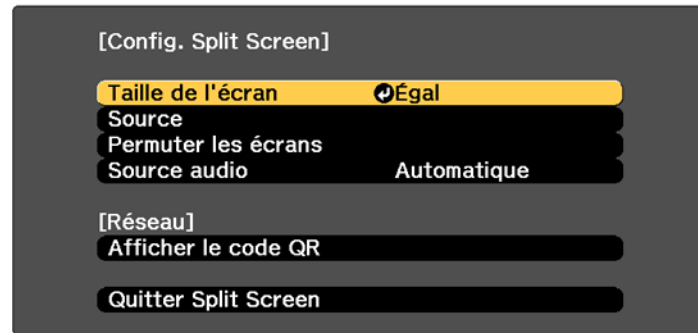 [Config. Split Screen]
Taille de l'écran Égal
Source
Permuter les écrans
Source audio Automatique
[Réseau]
Afficher le code QR
Quitter Split Screen